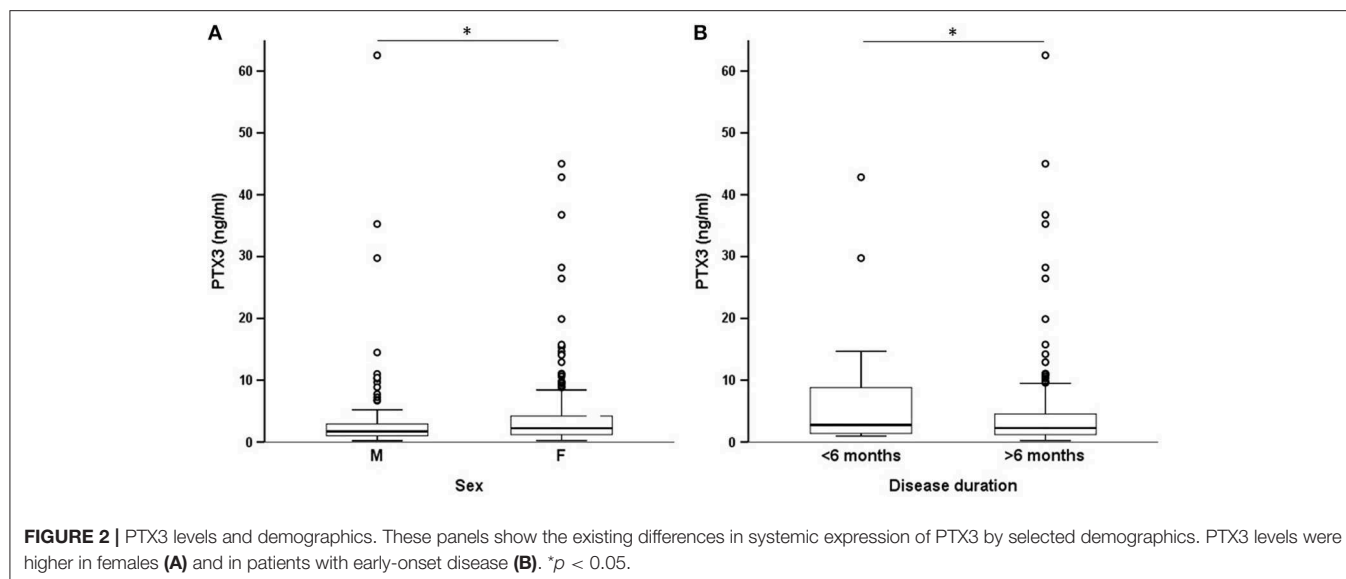 A
*
PTX3 (ng/ml)
60
50
40
30
20
10
0
M
F
Sex
B
*
PTX3 (ng/ml)
60
50
40
30
20
10
0
<6 months
>6 months
Disease duration
FIGURE 2 | PTX3 levels and demographics. These panels show the existing differences in systemic expression of PTX3 by selected demographics. PTX3 levels were
higher in females (A) and in patients with early-onset disease (B). *p < 0.05.